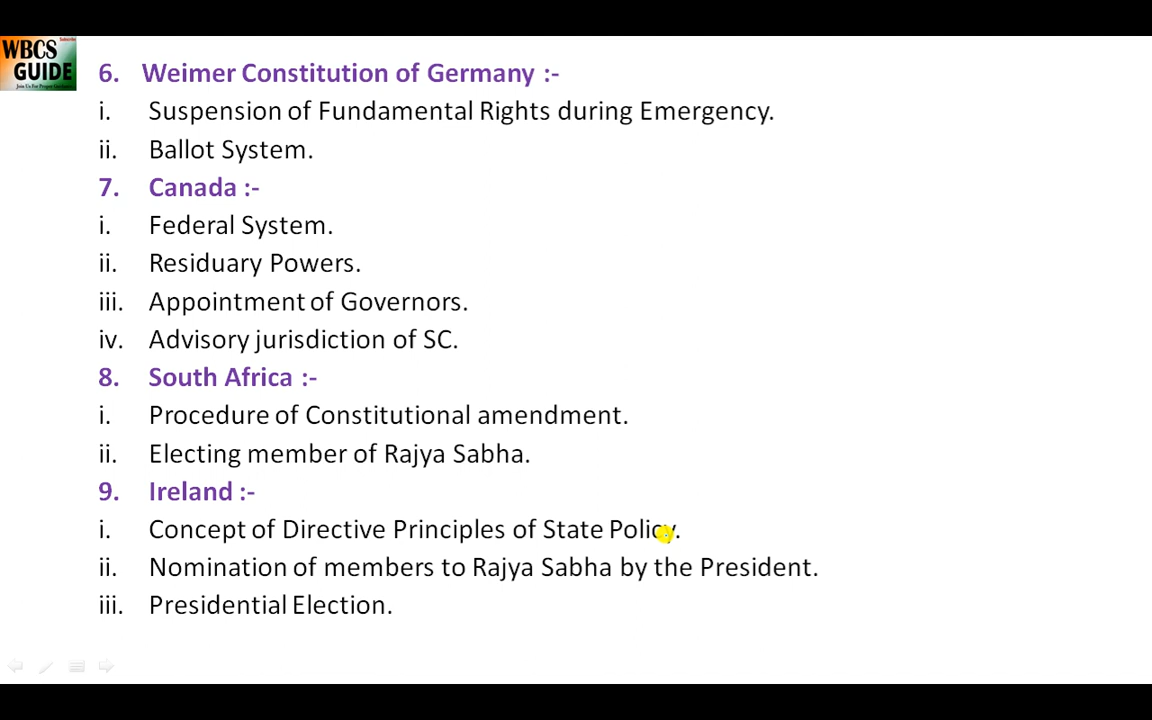 WBCS
GUIDE
6. Weimer Constitution of Germany :-
i. Suspension of Fundamental Rights during Emergency.
ii. Ballot System.
7. Canada :-
i. Federal System.
ii. Residuary Powers.
iii. Appointment of Governors.
iv. Advisory jurisdiction of SC.
8. South Africa :-
i. Procedure of Constitutional amendment.
ii. Electing member of Rajya Sabha.
9. Ireland :-
i. Concept of Directive Principles of State Policy.
ii. Nomination of members to Rajya Sabha by the President.
iii. Presidential Election.